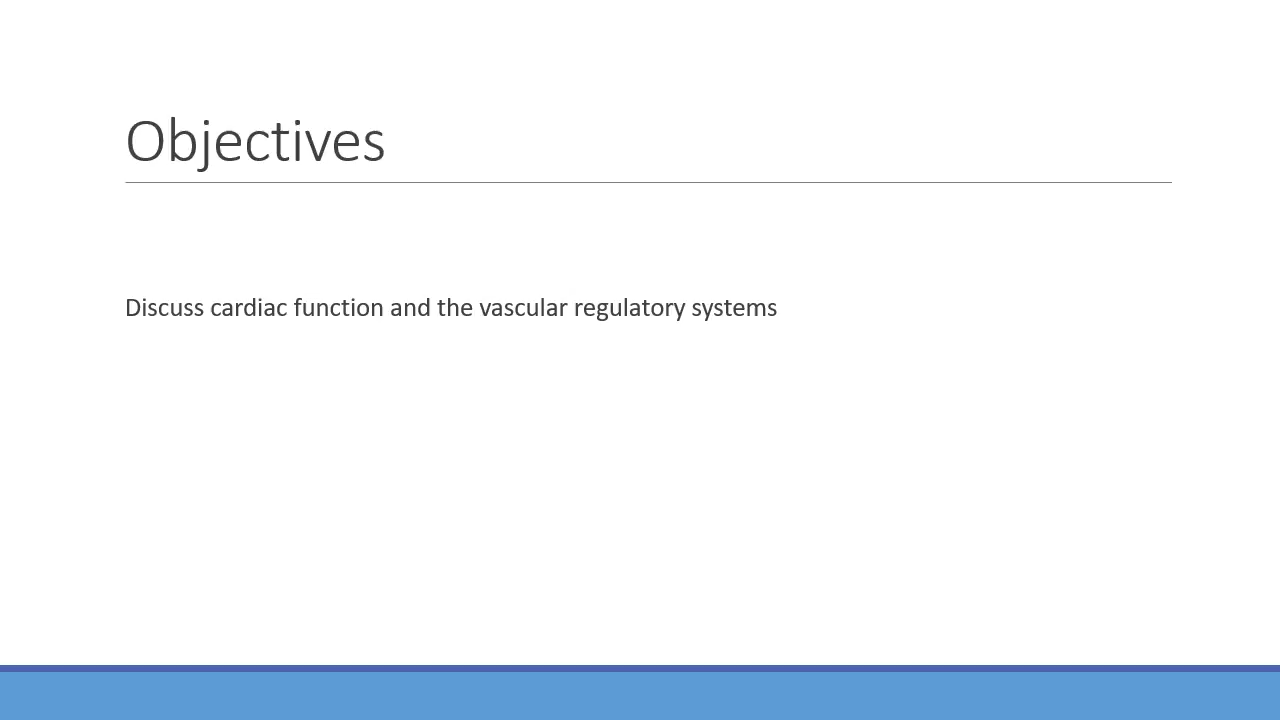 Objectives
Discuss cardiac function and the vascular regulatory systems